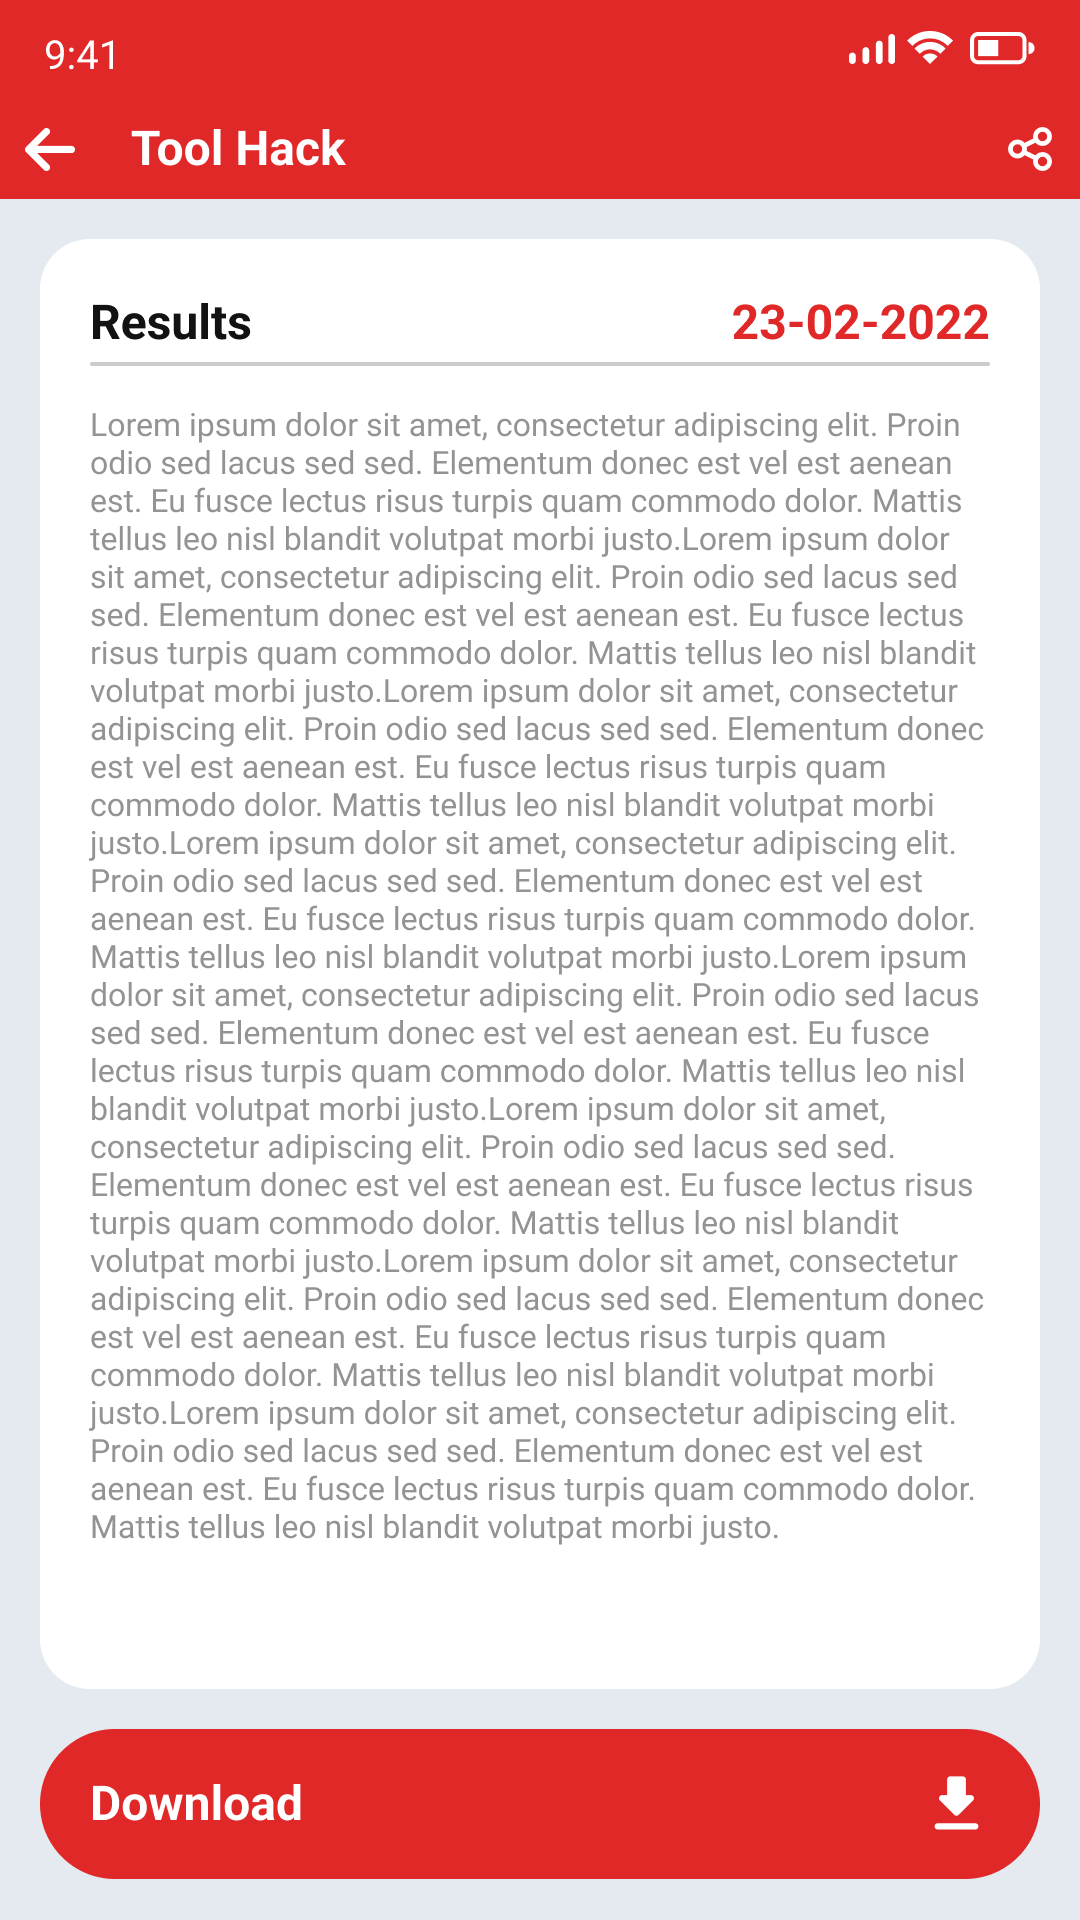 9:41
Tool Hack
Results 23-02-2022
Lorem ipsum dolor sit amet, consectetur adipiscing elit. Proin
odio sed lacus sed sed. Elementum donec est vel est aenean
est. Eu fusce lectus risus turpis quam commodo dolor. Mattis
tellus leo nisl blandit volutpat morbi justo.Lorem ipsum dolor
sit amet, consectetur adipiscing elit. Proin odio sed lacus sed
sed. Elementum donec est vel est aenean est. Eu fusce lectus
risus turpis quam commodo dolor. Mattis tellus leo nisl blandit
volutpat morbi justo.Lorem ipsum dolor sit amet, consectetur
adipiscing elit. Proin odio sed lacus sed sed. Elementum donec
est vel est aenean est. Eu fusce lectus risus turpis quam
commodo dolor. Mattis tellus leo nisl blandit volutpat morbi
justo.Lorem ipsum dolor sit amet, consectetur adipiscing elit.
Proin odio sed lacus sed sed. Elementum donec est vel est
aenean est. Eu fusce lectus risus turpis quam commodo dolor.
Mattis tellus leo nisl blandit volutpat morbi justo.Lorem ipsum
dolor sit amet, consectetur adipiscing elit. Proin odio sed lacus
sed sed. Elementum donec est vel est aenean est. Eu fusce
lectus risus turpis quam commodo dolor. Mattis tellus leo nisl
blandit volutpat morbi justo.Lorem ipsum dolor sit amet,
consectetur adipiscing elit. Proin odio sed lacus sed sed.
Elementum donec est vel est aenean est. Eu fusce lectus risus
turpis quam commodo dolor. Mattis tellus leo nisl blandit
volutpat morbi justo.Lorem ipsum dolor sit amet, consectetur
adipiscing elit. Proin odio sed lacus sed sed. Elementum donec
est vel est aenean est. Eu fusce lectus risus turpis quam
commodo dolor. Mattis tellus leo nisl blandit volutpat morbi
justo.Lorem ipsum dolor sit amet, consectetur adipiscing elit.
Proin odio sed lacus sed sed. Elementum donec est vel est
aenean est. Eu fusce lectus risus turpis quam commodo dolor.
Mattis tellus leo nisl blandit volutpat morbi justo.
Download